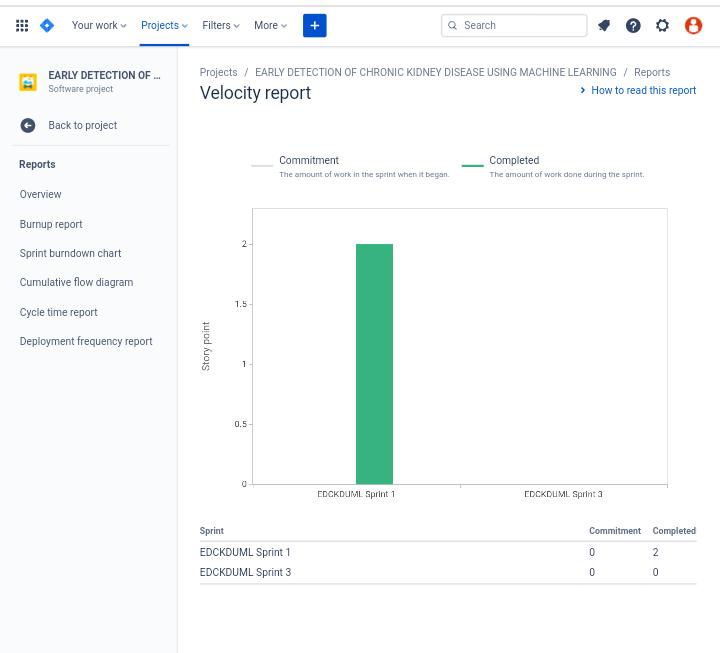 Your work Projects Filters More + Search ?
EARLY DETECTION OF ...
Software project
Back to project
Reports
Overview
Burnup report
Sprint burndown chart
Cumulative flow diagram
Cycle time report
Deployment frequency report
Projects / EARLY DETECTION OF CHRONIC KIDNEY DISEASE USING MACHINE LEARNING / Reports
Velocity report
How to read this report
Commitment
The amount of work in the sprint when it began.
Completed
The amount of work done during the sprint.
Story point
2
1.5
1
0.5
0
EDCKDUML Sprint 1 EDCKDUML Sprint 3
Sprint Commitment Completed
EDCKDUML Sprint 1 0 2
EDCKDUML Sprint 3 0 0